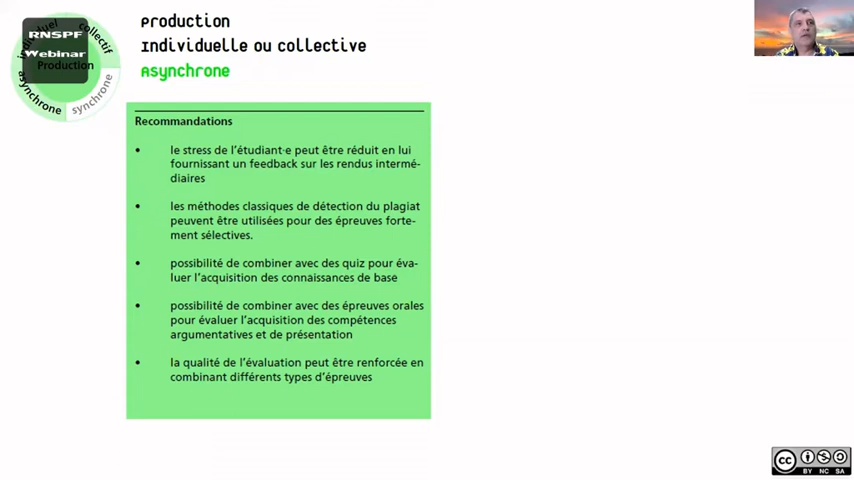 Production
Individuelle ou collective
Asynchrone
individuel
collectif
RNSPF
Webinar
Production
asynchrone
synchrone
Recommandations
• le stress de l'étudiant·e peut être réduit en lui
fournissant un feedback sur les rendus intermé-
diaires
• les méthodes classiques de détection du plagiat
peuvent être utilisées pour des épreuves forte-
ment sélectives.
• possibilité de combiner avec des quiz pour éva-
luer l'acquisition des connaissances de base
• possibilité de combiner avec des épreuves orales
pour évaluer l'acquisition des compétences
argumentatives et de présentation
• la qualité de l'évaluation peut être renforcée en
combinant différents types d'épreuves
cc
BY NC SA